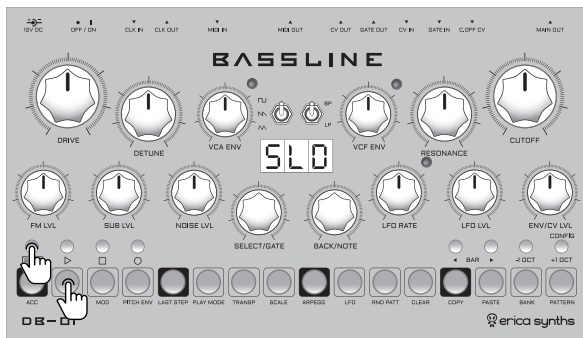 12V DC OFF / ON CLK IN CLK OUT MIDI IN MIDI OUT CV OUT GATE OUT CV IN GATE IN C.OFF CV MAIN OUT
BASSLINE
BP
LP
DRIVE DETUNE VCA ENV VCF ENV RESONANCE CUTOFF
SLD
FM LVL SUB LVL NOISE LVL SELECT/GATE BACK/NOTE LFO RATE LFO LVL ENV/CV LVL
CONFIG
BAR -1 OCT +1 OCT
ACC MOD PITCH ENV LAST STEP PLAY MODE TRANSP SCALE ARPEGG LFO RND PATT CLEAR COPY PASTE BANK PATTERN
DB-01 erica synths